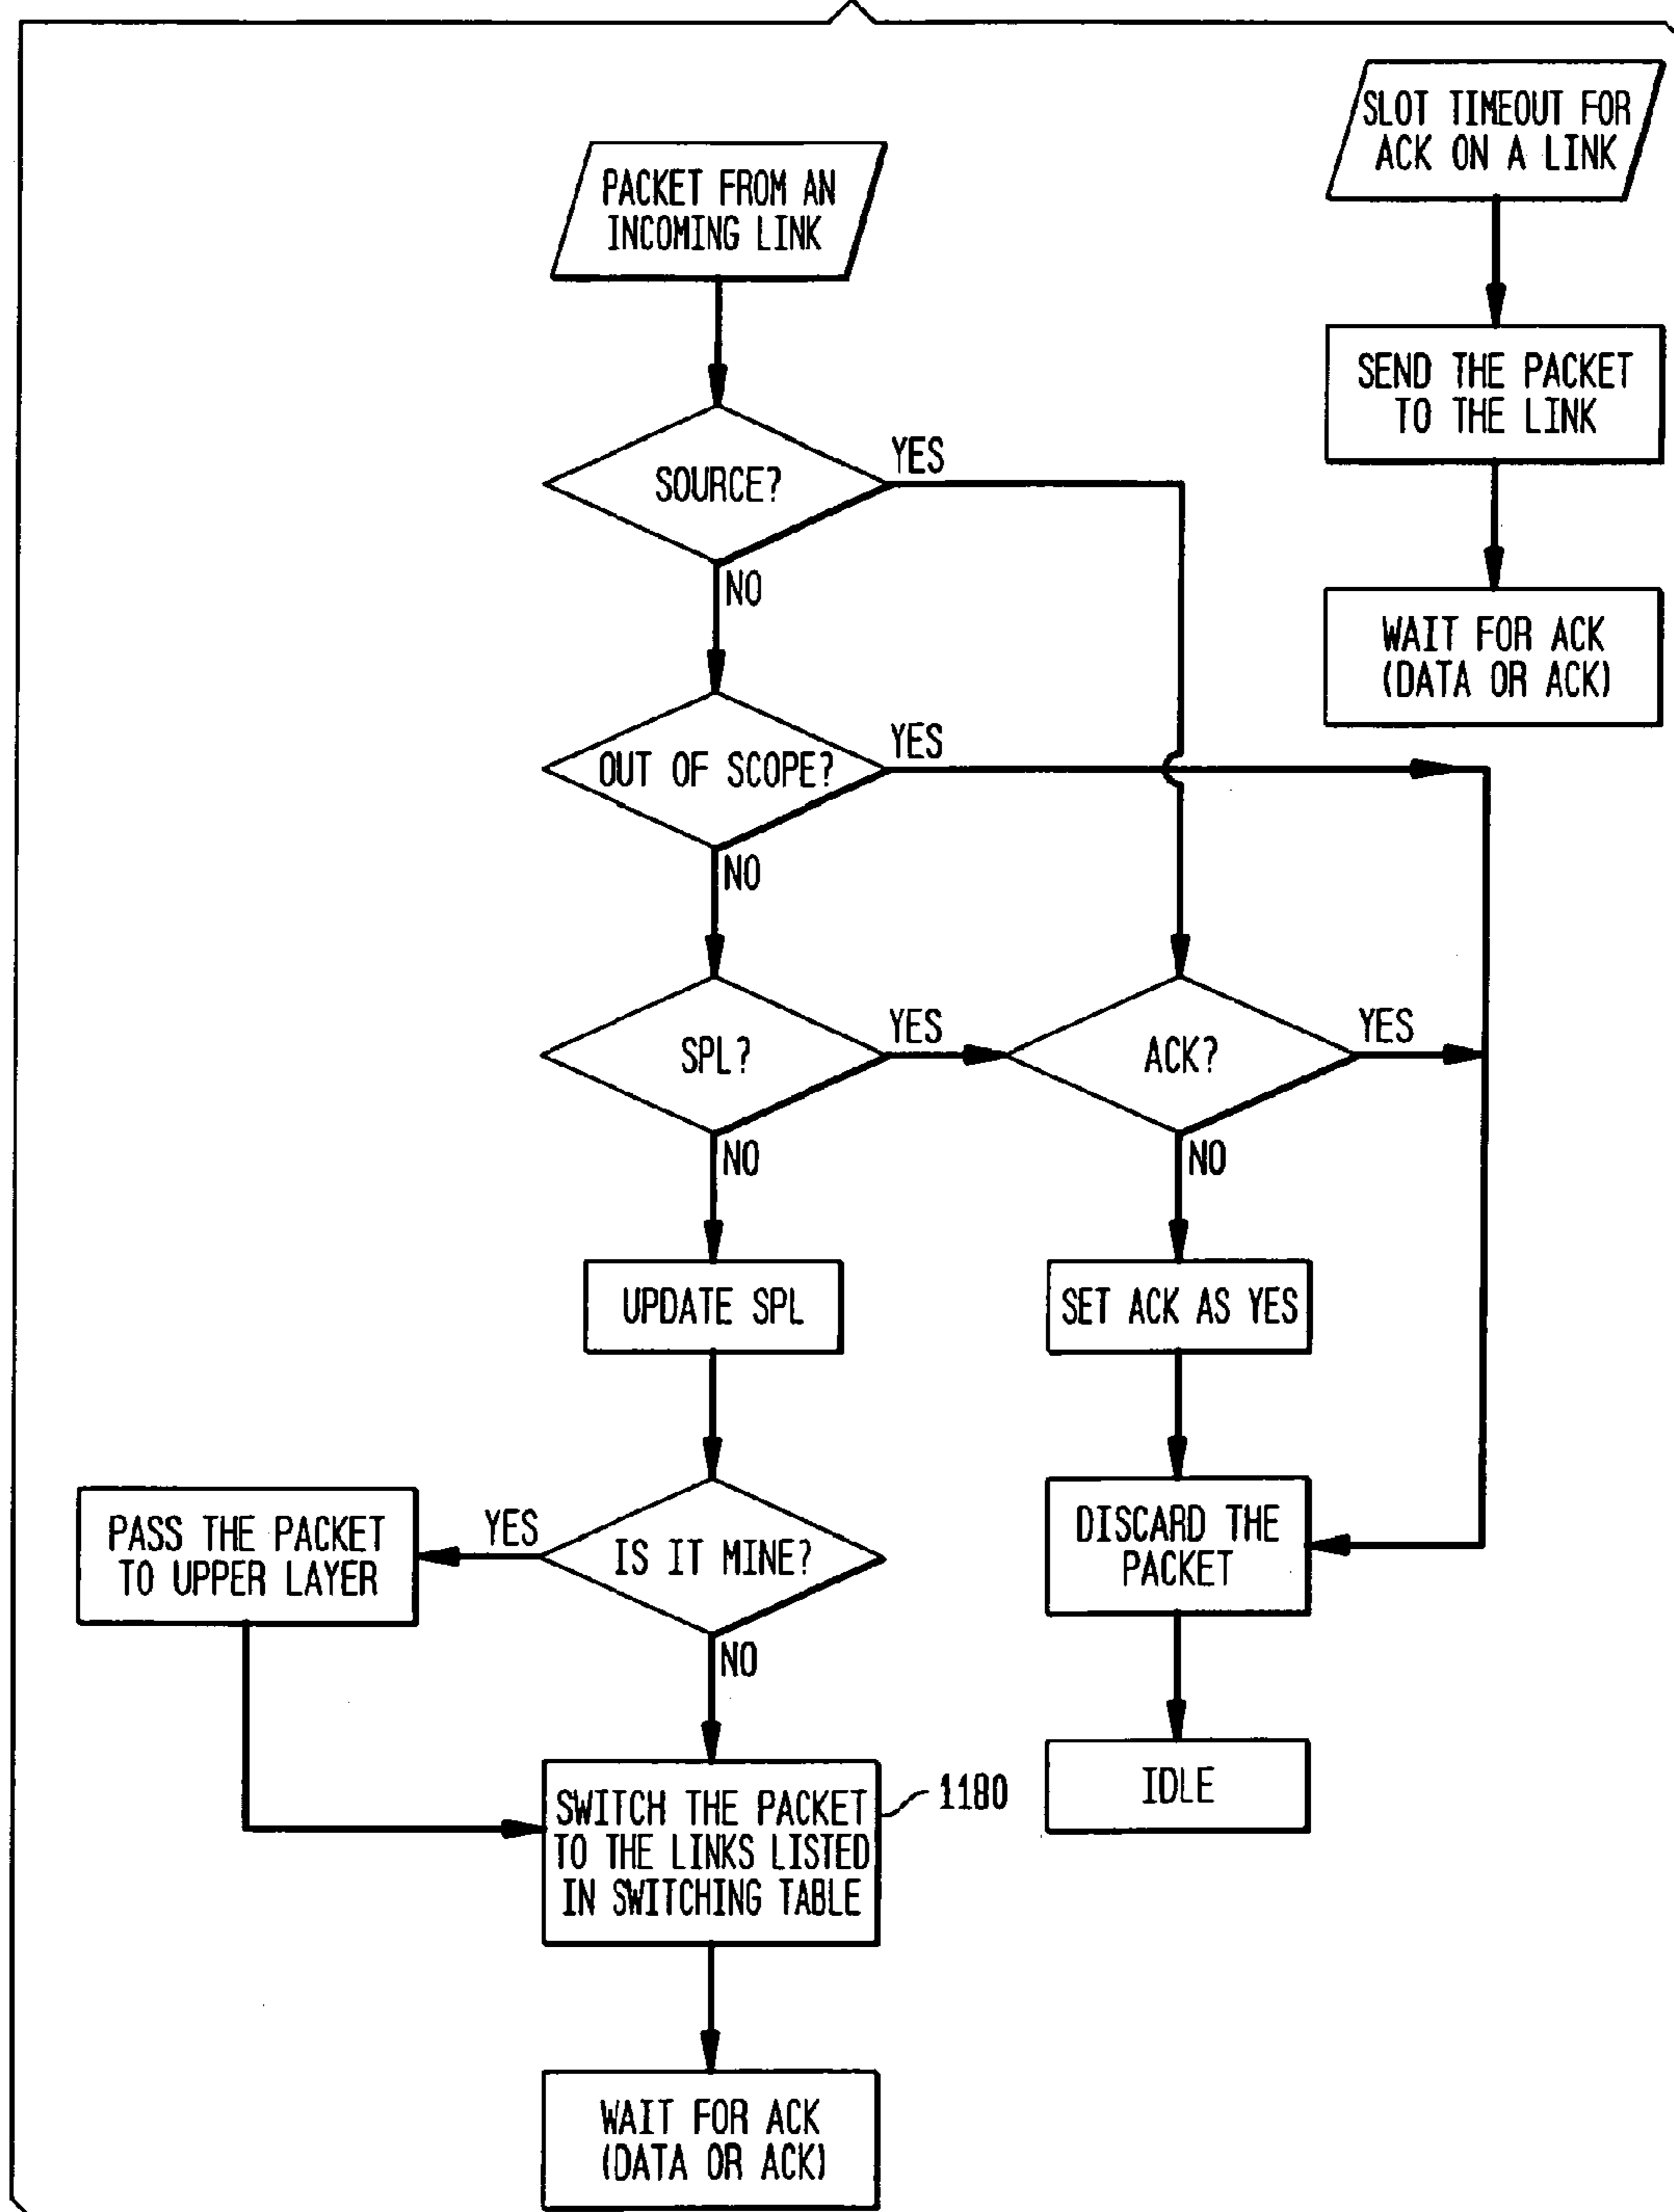 SLOT TIMEOUT FOR
ACK ON A LINK
PACKET FROM AN
INCOMING LINK
SEND THE PACKET
TO THE LINK
YES
SOURCE?
NO
WAIT FOR ACK
(DATA OR ACK)
YES
OUT OF SCOPE?
NO
YES
YES
SPL?
ACK?
NO
NO
UPDATE SPL
SET ACK AS YES
PASS THE PACKET
TO UPPER LAYER
YES
IS IT MINE?
DISCARD THE
PACKET
NO
SWITCH THE PACKET
TO THE LINKS LISTED
IN SWITCHING TABLE
1180
IDLE
WAIT FOR ACK
(DATA OR ACK)